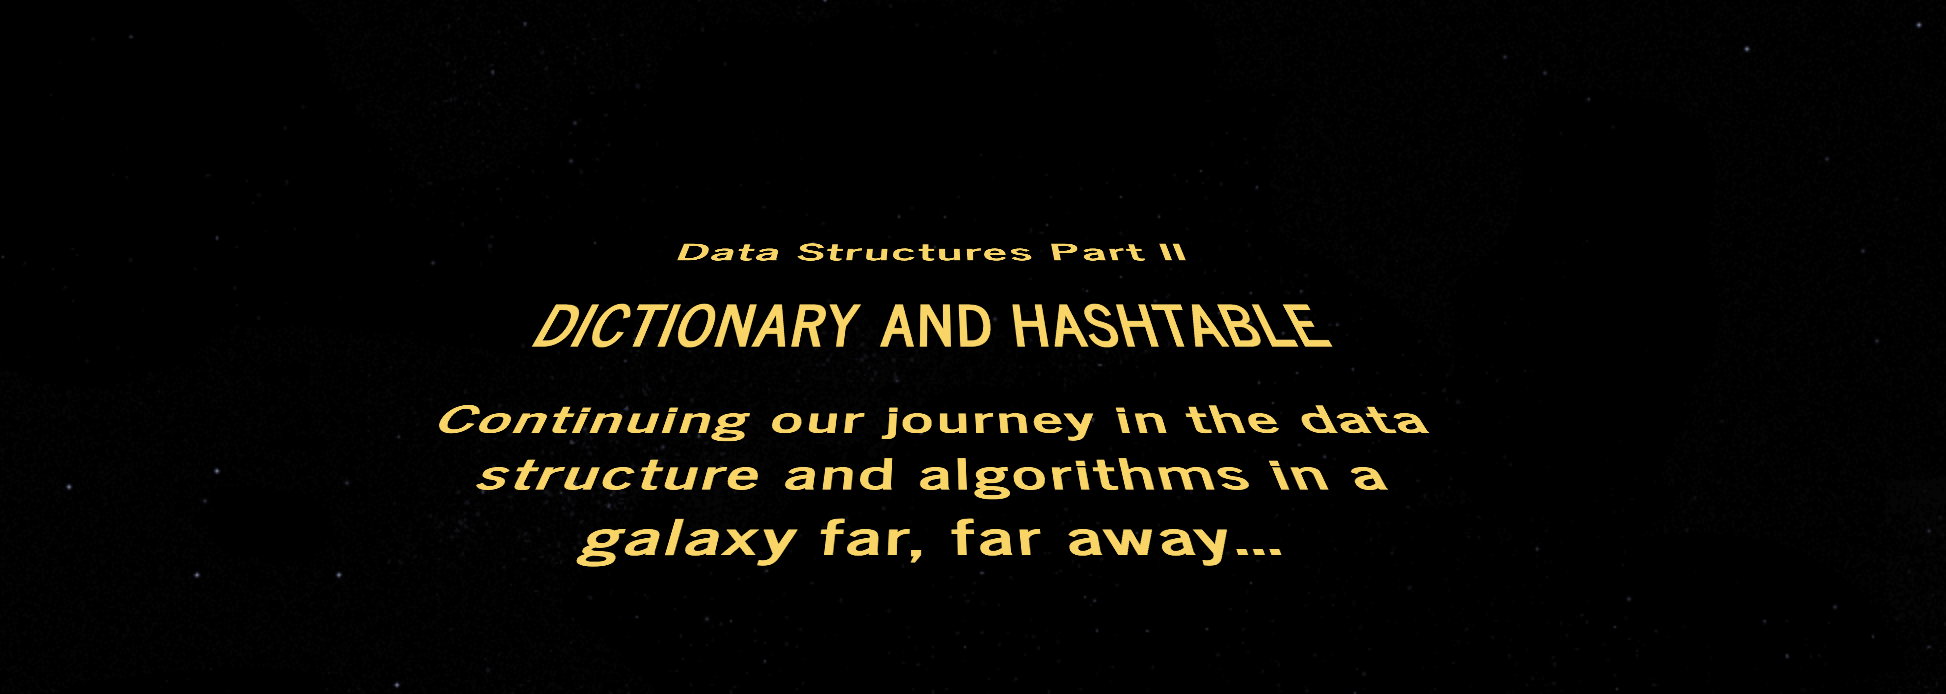 Data Structures Part II
DICTIONARY AND HASHTABLE
Continuing our journey in the data
structure and algorithms in a
galaxy far, far away...